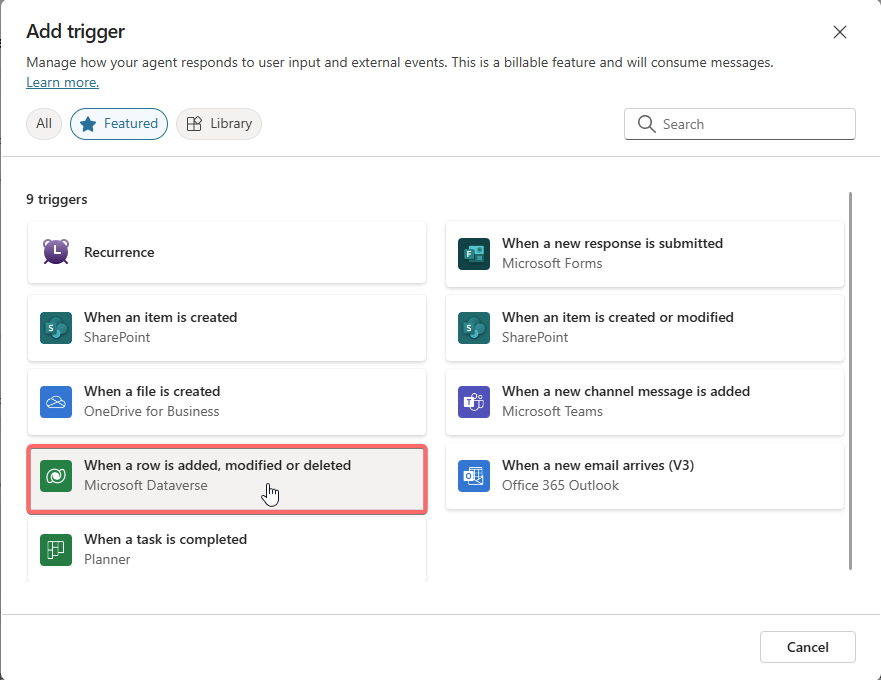 Add trigger
Manage how your agent responds to user input and external events. This is a billable feature and will consume messages.
Learn more.
All
Featured
Library
Search
9 triggers
Recurrence
When a new response is submitted
Microsoft Forms
When an item is created
SharePoint
When an item is created or modified
SharePoint
When a file is created
OneDrive for Business
When a new channel message is added
Microsoft Teams
When a row is added, modified or deleted
Microsoft Dataverse
When a new email arrives (V3)
Office 365 Outlook
When a task is completed
Planner
Cancel